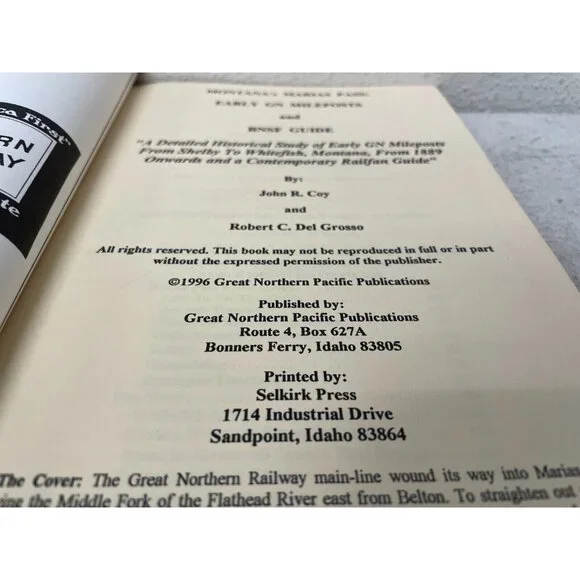 ca First"
RN
AY
te
MONTANA'S MARIAS PASS:
EARLY GN MILEPOSTS
and
BNSF GUIDE
"A Detailed Historical Study of Early GN Mileposts
From Shelby To Whitefish, Montana, From 1889
Onwards and a Contemporary Railfan Guide"
By:
John R. Coy
and
Robert C. Del Grosso
All rights reserved. This book may not be reproduced in full or in part
without the expressed permission of the publisher.
©1996 Great Northern Pacific Publications
Published by:
Great Northern Pacific Publications
Route 4, Box 627A
Bonners Ferry, Idaho 83805
Printed by:
Selkirk Press
1714 Industrial Drive
Sandpoint, Idaho 83864
The Cover: The Great Northern Railway main-line wound its way into Marias
ing the Middle Fork of the Flathead River east from Belton. To straighten out